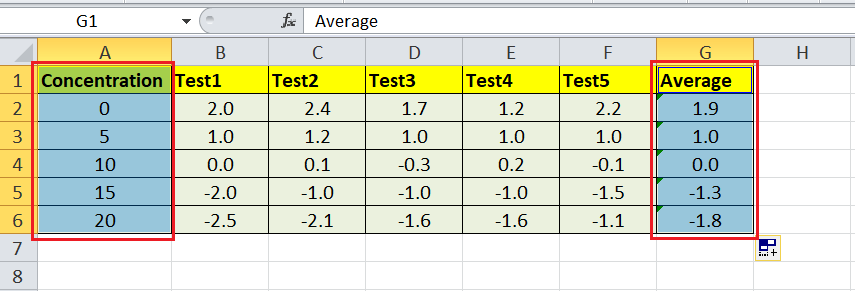 G1 fx Average
A B C D E F G H
1 Concentration Test1 Test2 Test3 Test4 Test5 Average
2 0 2.0 2.4 1.7 1.2 2.2 1.9
3 5 1.0 1.2 1.0 1.0 1.0 1.0
4 10 0.0 0.1 -0.3 0.2 -0.1 0.0
5 15 -2.0 -1.0 -1.0 -1.0 -1.5 -1.3
6 20 -2.5 -2.1 -1.6 -1.6 -1.1 -1.8
7
8